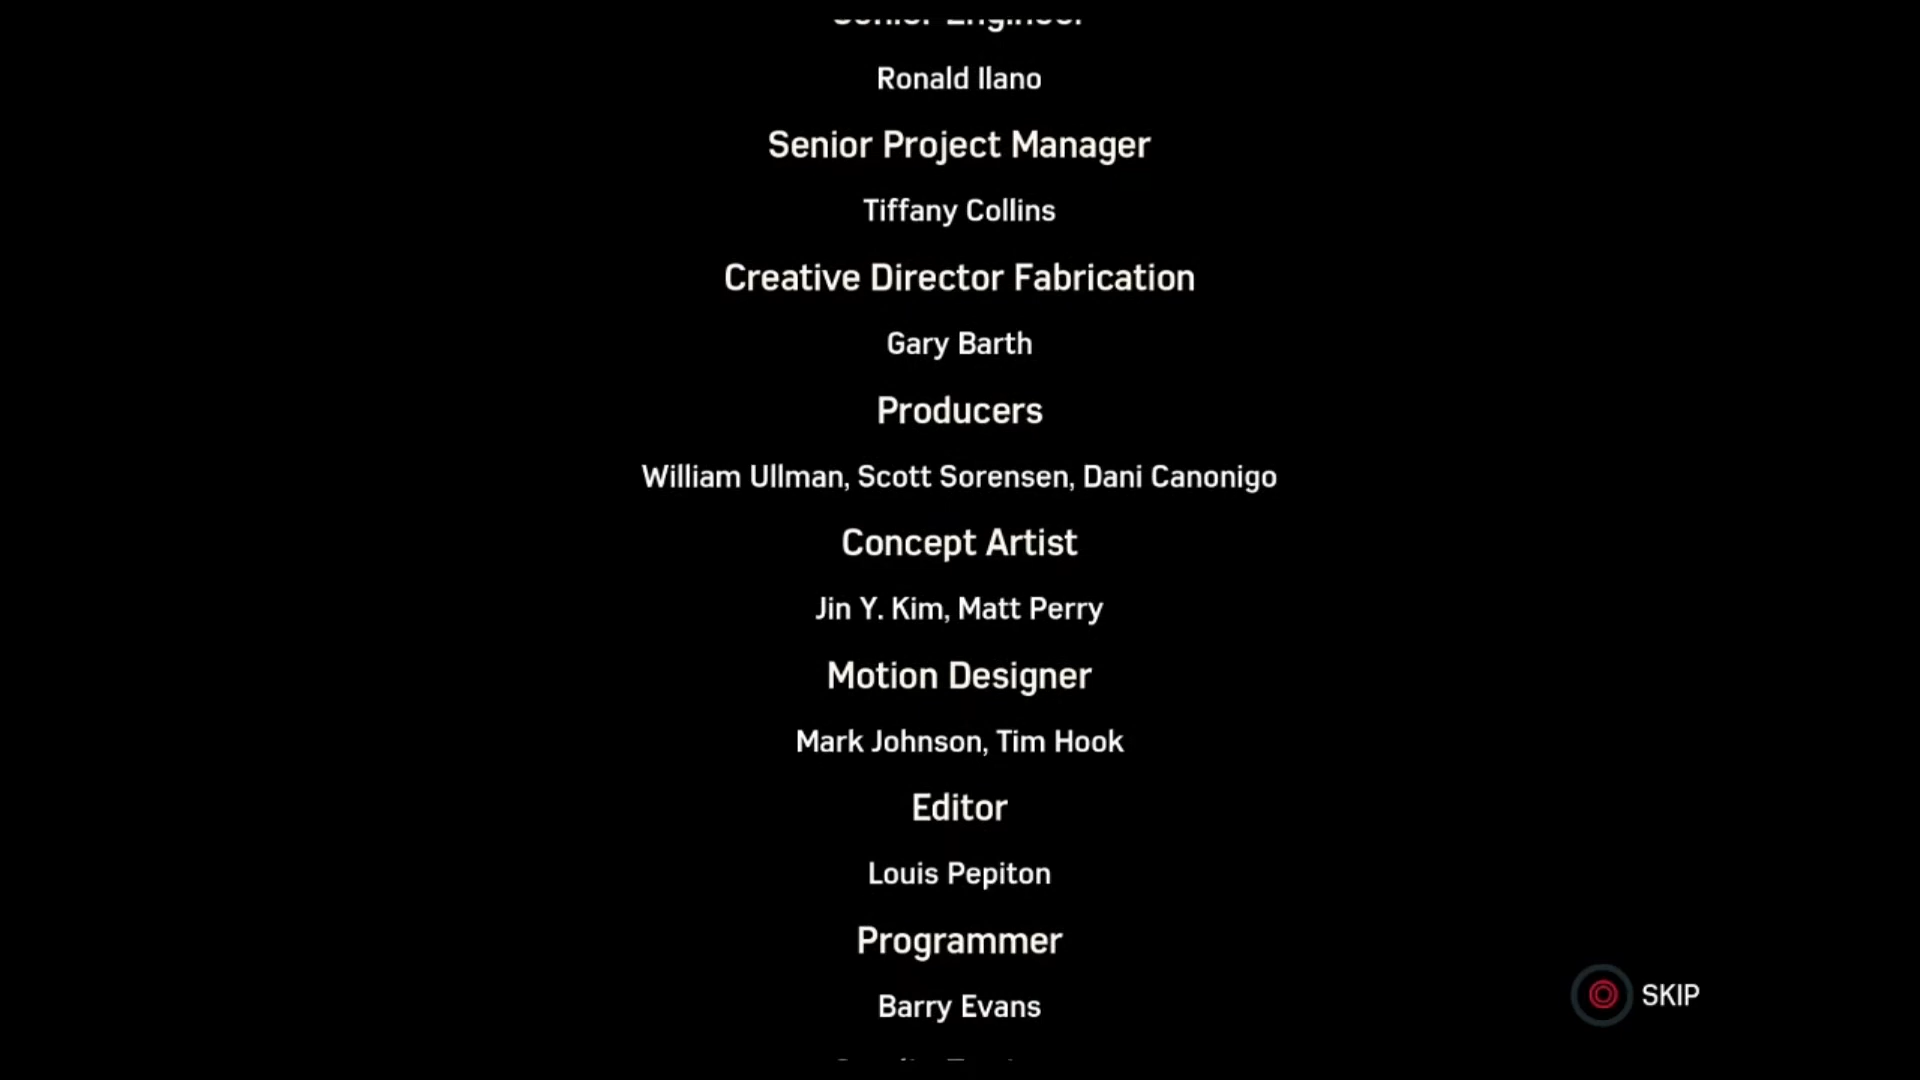 Senior Engineer
Ronald Ilano
Senior Project Manager
Tiffany Collins
Creative Director Fabrication
Gary Barth
Producers
William Ullman, Scott Sorensen, Dani Canonigo
Concept Artist
Jin Y. Kim, Matt Perry
Motion Designer
Mark Johnson, Tim Hook
Editor
Louis Pepiton
Programmer
Barry Evans
SKIP